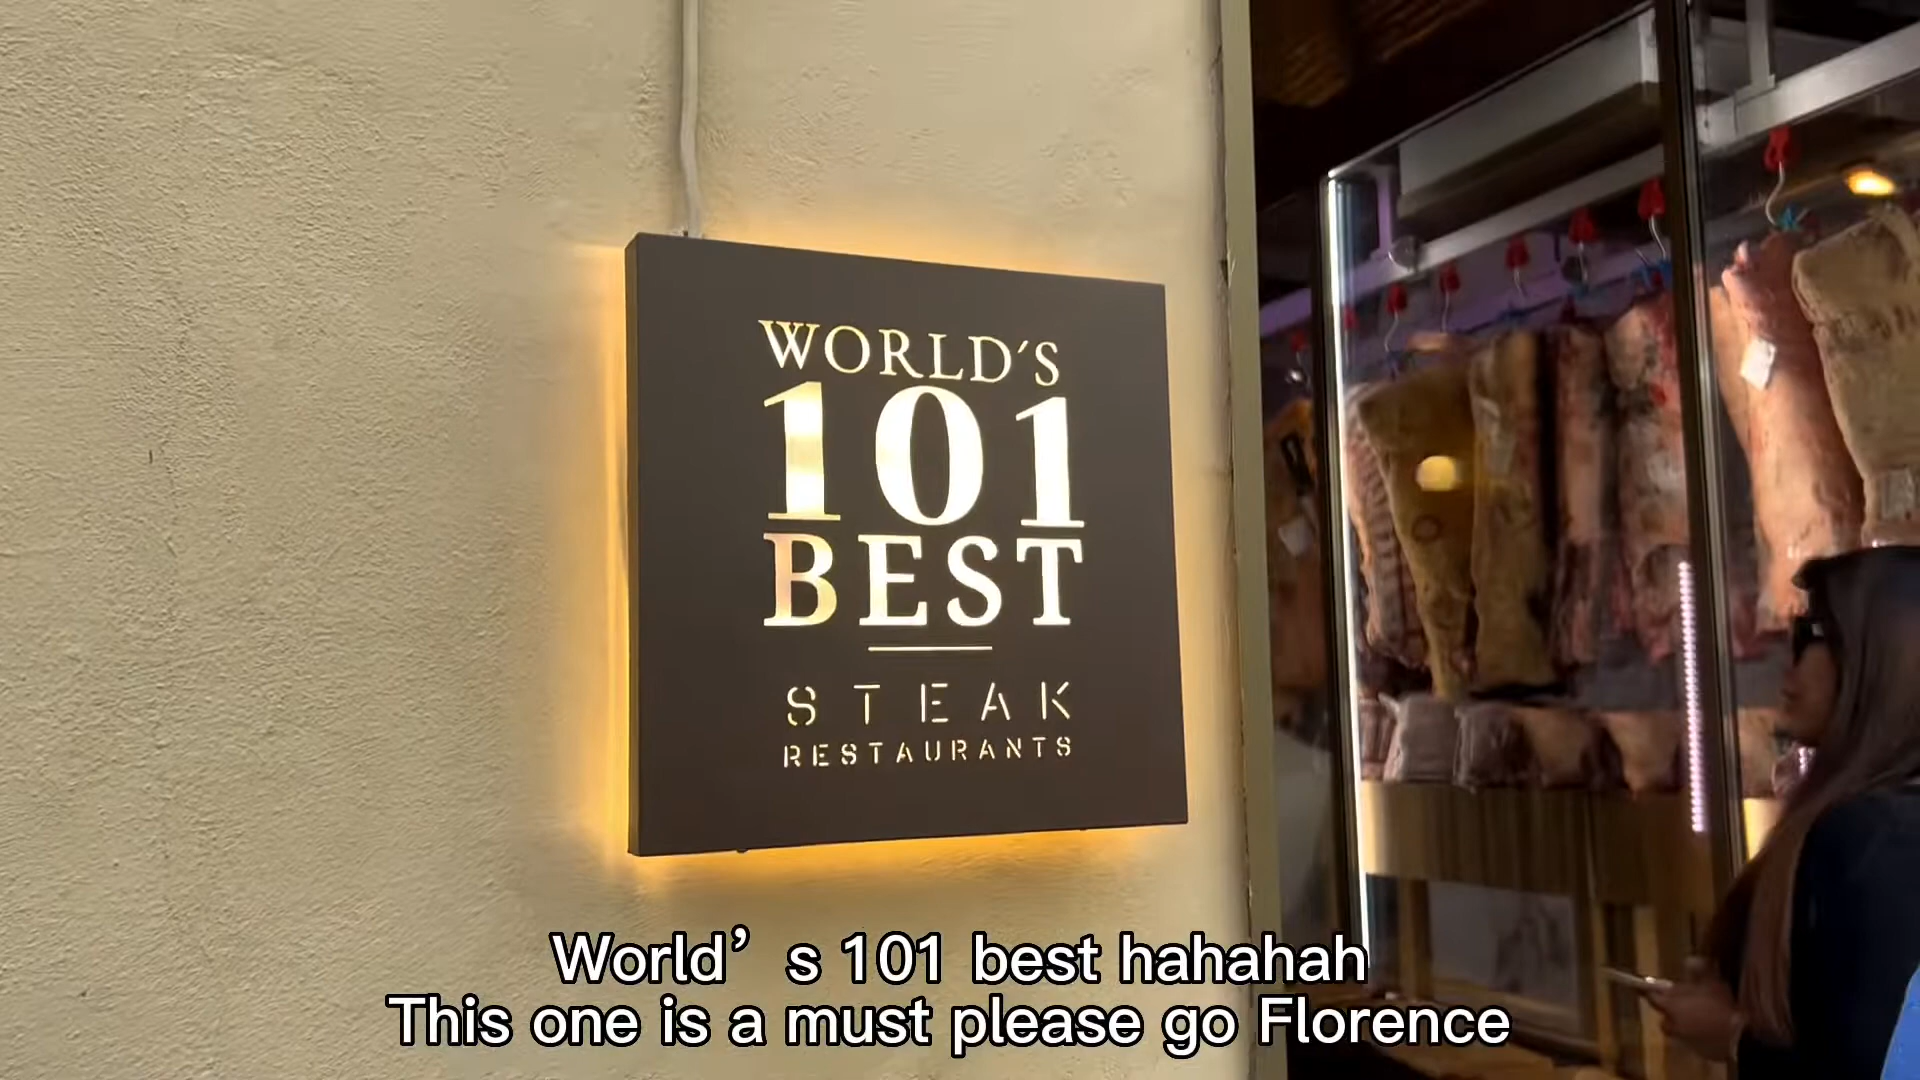 WORLD'S
101
BEST
STEAK
RESTAURANTS
World’s 101 best hahahah
This one is a must please go Florence